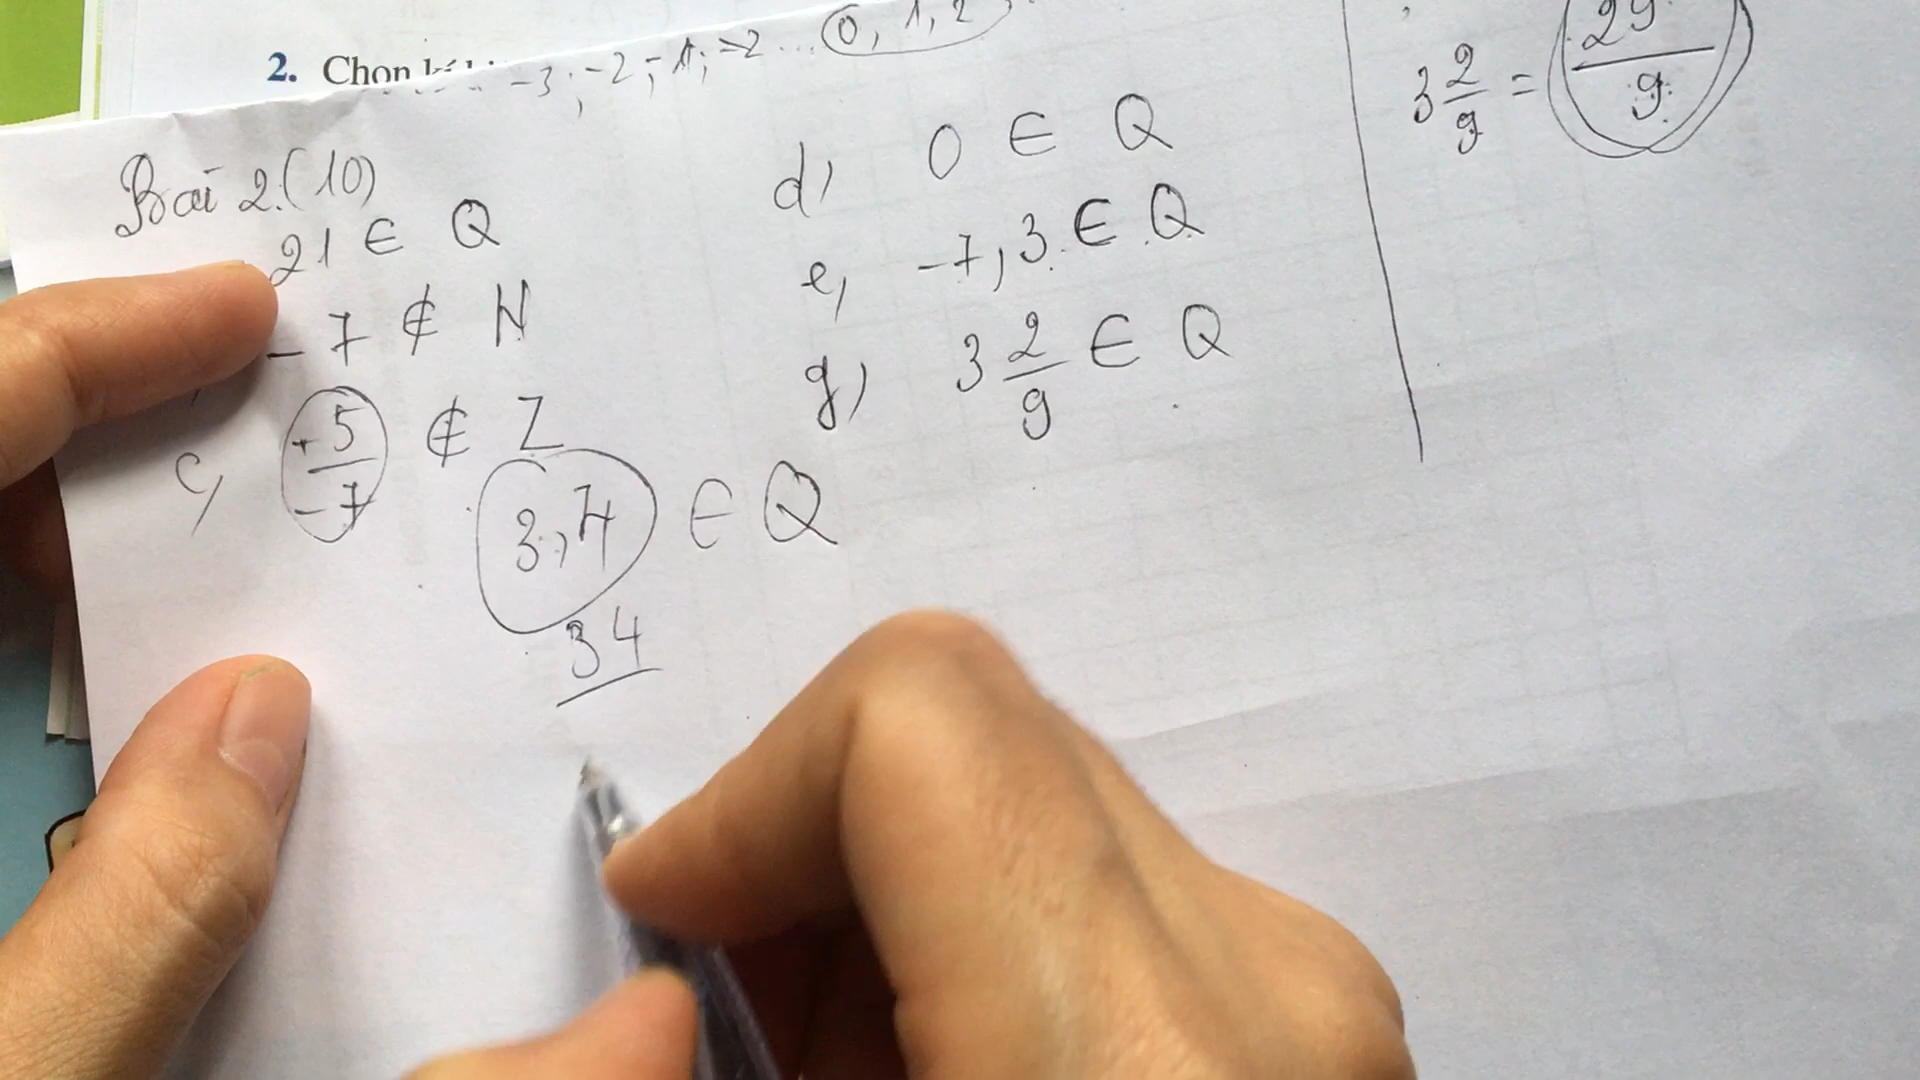 2. Chọn
-3; -2; -1; -2 ... 0, 1, 2
Bài 2 (10)
21 ∈ Q
-7 ∉ N
c, +5/-7 ∉ Z
3,4 ∈ Q
34
d) 0 ∈ Q
e, -7,3 ∈ Q
g) 3 2/9 ∈ Q
3 2/9 = 29/9